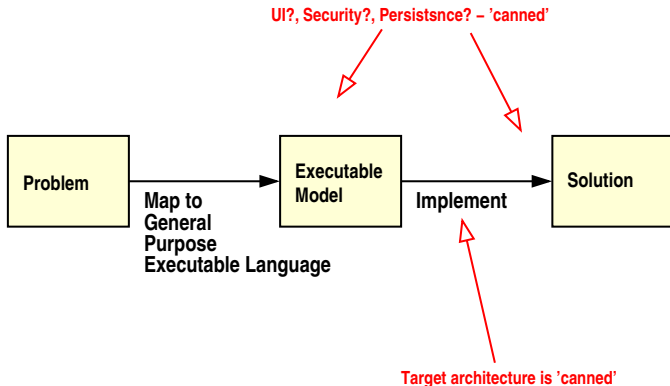 UI?, Security?, Persistsnce? – 'canned'
Problem
Map to
General
Purpose
Executable Language
Executable
Model
Implement
Solution
Target architecture is 'canned'